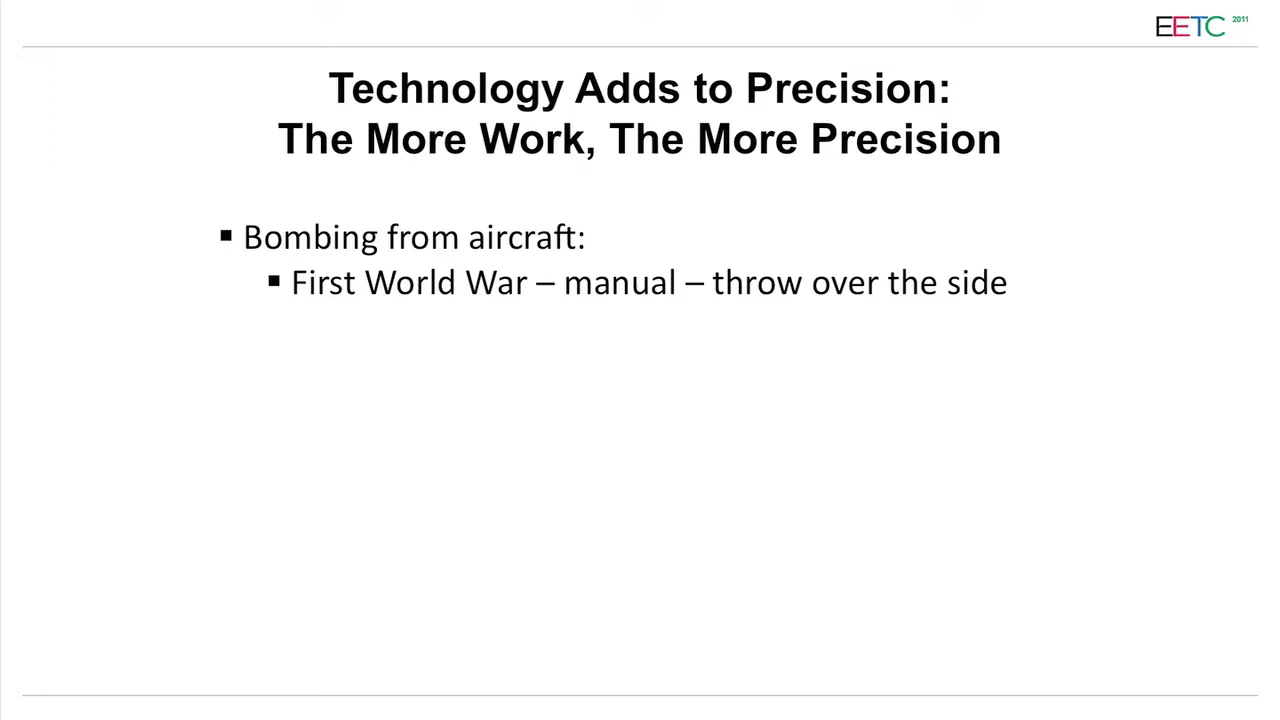 EETC 2011
Technology Adds to Precision:
The More Work, The More Precision
▪ Bombing from aircraft:
▪ First World War – manual – throw over the side